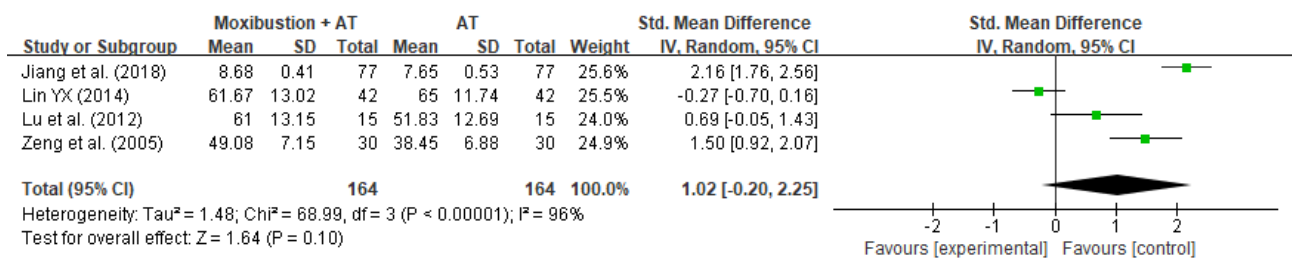 Moxibustion + AT AT Std. Mean Difference Std. Mean Difference
Study or Subgroup Mean SD Total Mean SD Total Weight IV, Random, 95% CI IV, Random, 95% CI
Jiang et al. (2018) 8.68 0.41 77 7.65 0.53 77 25.6% 2.16 [1.76, 2.56]
Lin YX (2014) 61.67 13.02 42 65 11.74 42 25.5% -0.27 [-0.70, 0.16]
Lu et al. (2012) 61 13.15 15 51.83 12.69 15 24.0% 0.69 [-0.05, 1.43]
Zeng et al. (2005) 49.08 7.15 30 38.45 6.88 30 24.9% 1.50 [0.92, 2.07]
Total (95% CI) 164 164 100.0% 1.02 [-0.20, 2.25]
Heterogeneity: Tau² = 1.48; Chi² = 68.99, df = 3 (P < 0.00001); I² = 96%
Test for overall effect: Z = 1.64 (P = 0.10)
-2 -1 0 1 2
Favours [experimental] Favours [control]